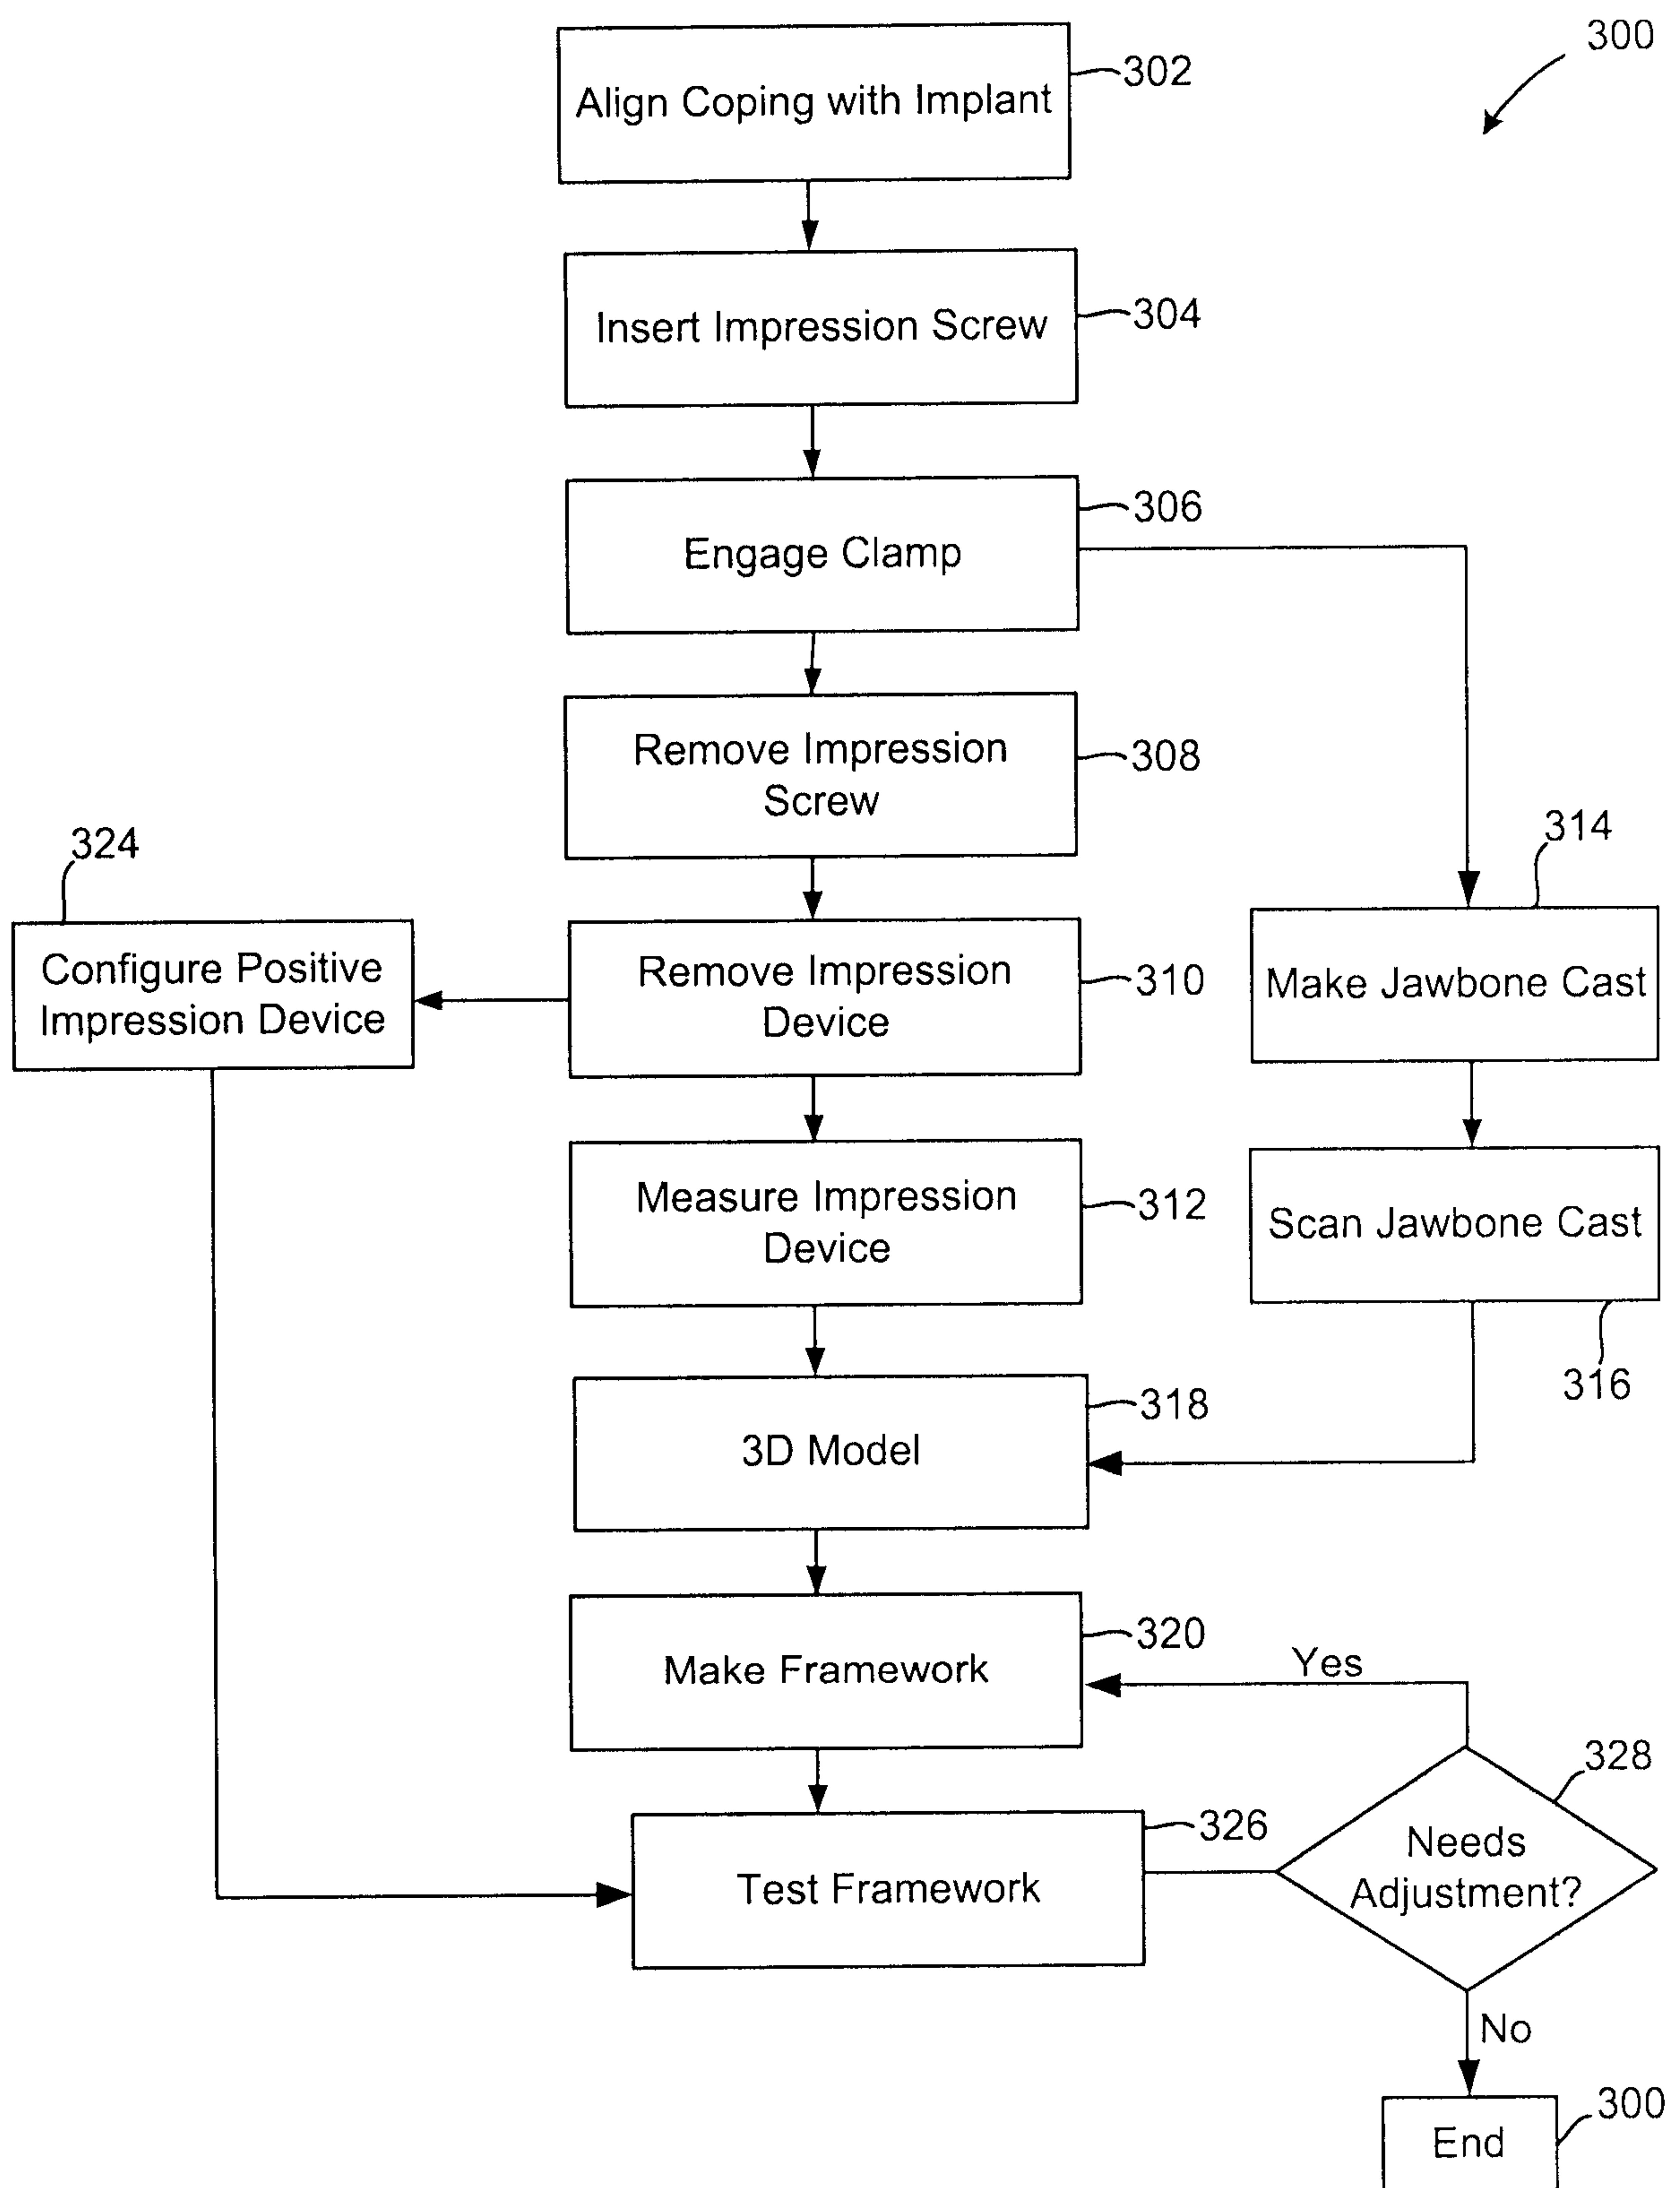 300
Align Coping with Implant
302
Insert Impression Screw
304
Engage Clamp
306
Remove Impression
Screw
308
314
324
Configure Positive
Impression Device
Remove Impression
Device
310
Make Jawbone Cast
Measure Impression
Device
312
Scan Jawbone Cast
316
3D Model
318
Make Framework
320
Yes
328
Needs
Adjustment?
Test Framework
326
No
End
300